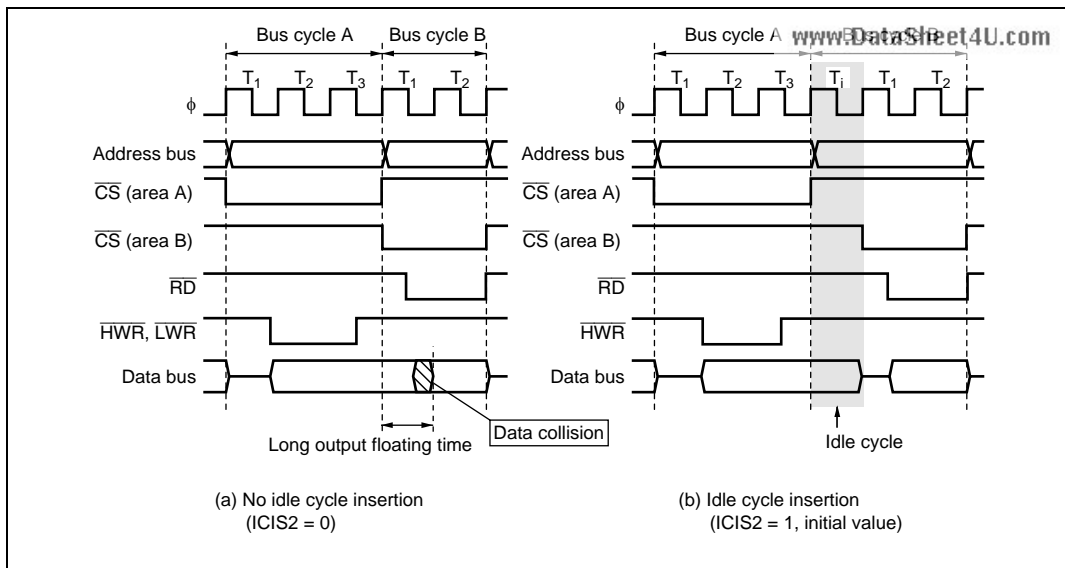 Bus cycle A
Bus cycle B
T1 T2 T3 T1 T2
φ
Address bus
CS (area A)
CS (area B)
RD
HWR, LWR
Data bus
Data collision
Long output floating time
(a) No idle cycle insertion
(ICIS2 = 0)
www.DataSheet4U.com
Bus cycle A
Bus cycle B
T1 T2 T3 Ti T1 T2
φ
Address bus
CS (area A)
CS (area B)
RD
HWR
Data bus
Idle cycle
(b) Idle cycle insertion
(ICIS2 = 1, initial value)